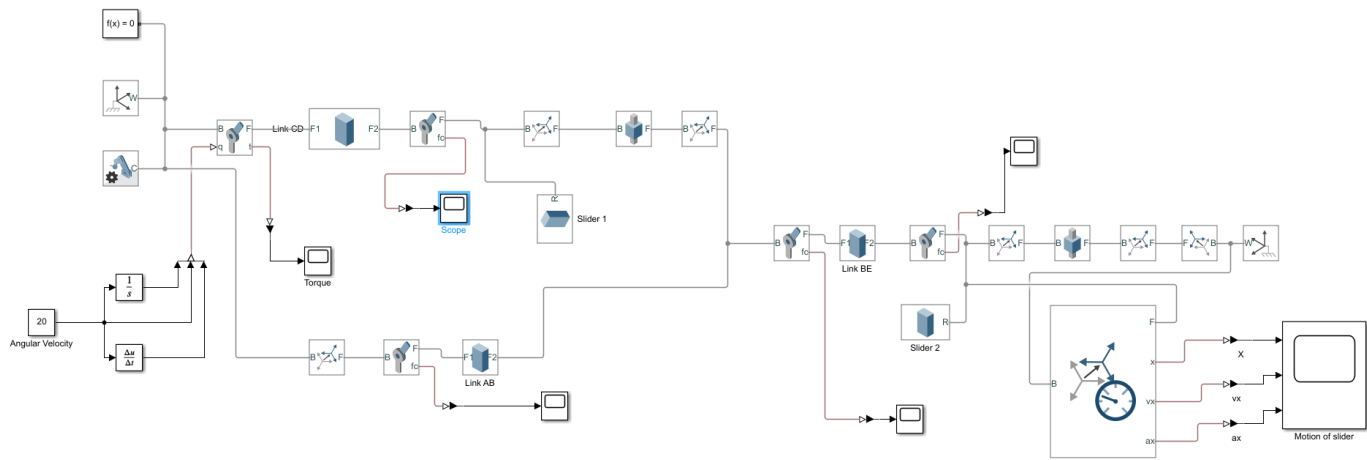 f(x) = 0
W
C
B
q
F
t
Link CD
F1
F2
B
F
fc
B
F
B
F
B
F
R
Slider 1
Scope
Torque
20
Angular Velocity
1
s
Δu
Δt
B
F
B
F
fc
F1
F2
Link AB
B
F
fc
F1
F2
Link BE
B
F
fc
B
F
B
F
B
F
F
B
W
R
Slider 2
B
F
x
vx
ax
X
vx
ax
Motion of slider